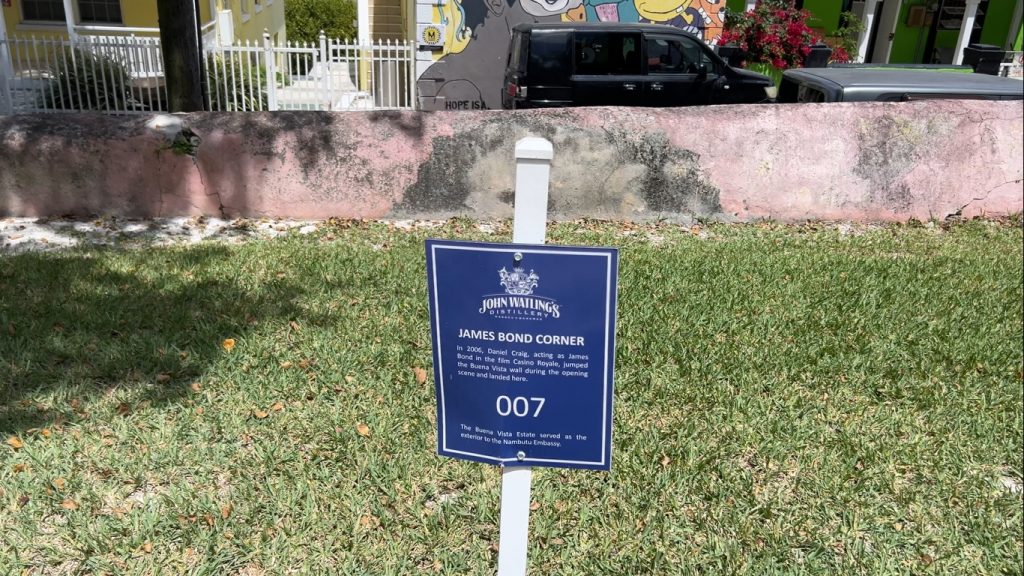 HOPE IS A
JOHN WATLING'S
DISTILLERY
JAMES BOND CORNER
In 2006, Daniel Craig, acting as James
Bond in the film Casino Royale, jumped
the Buena Vista wall during the opening
scene and landed here.
007
The Buena Vista Estate served as the
exterior to the Nambutu Embassy.